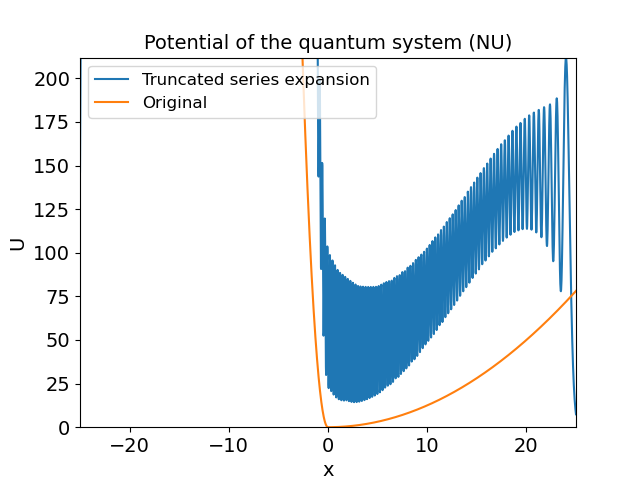 Potential of the quantum system (NU)
Truncated series expansion
Original
200
175
150
125
100
75
50
25
0
U
−20
−10
0
10
20
x